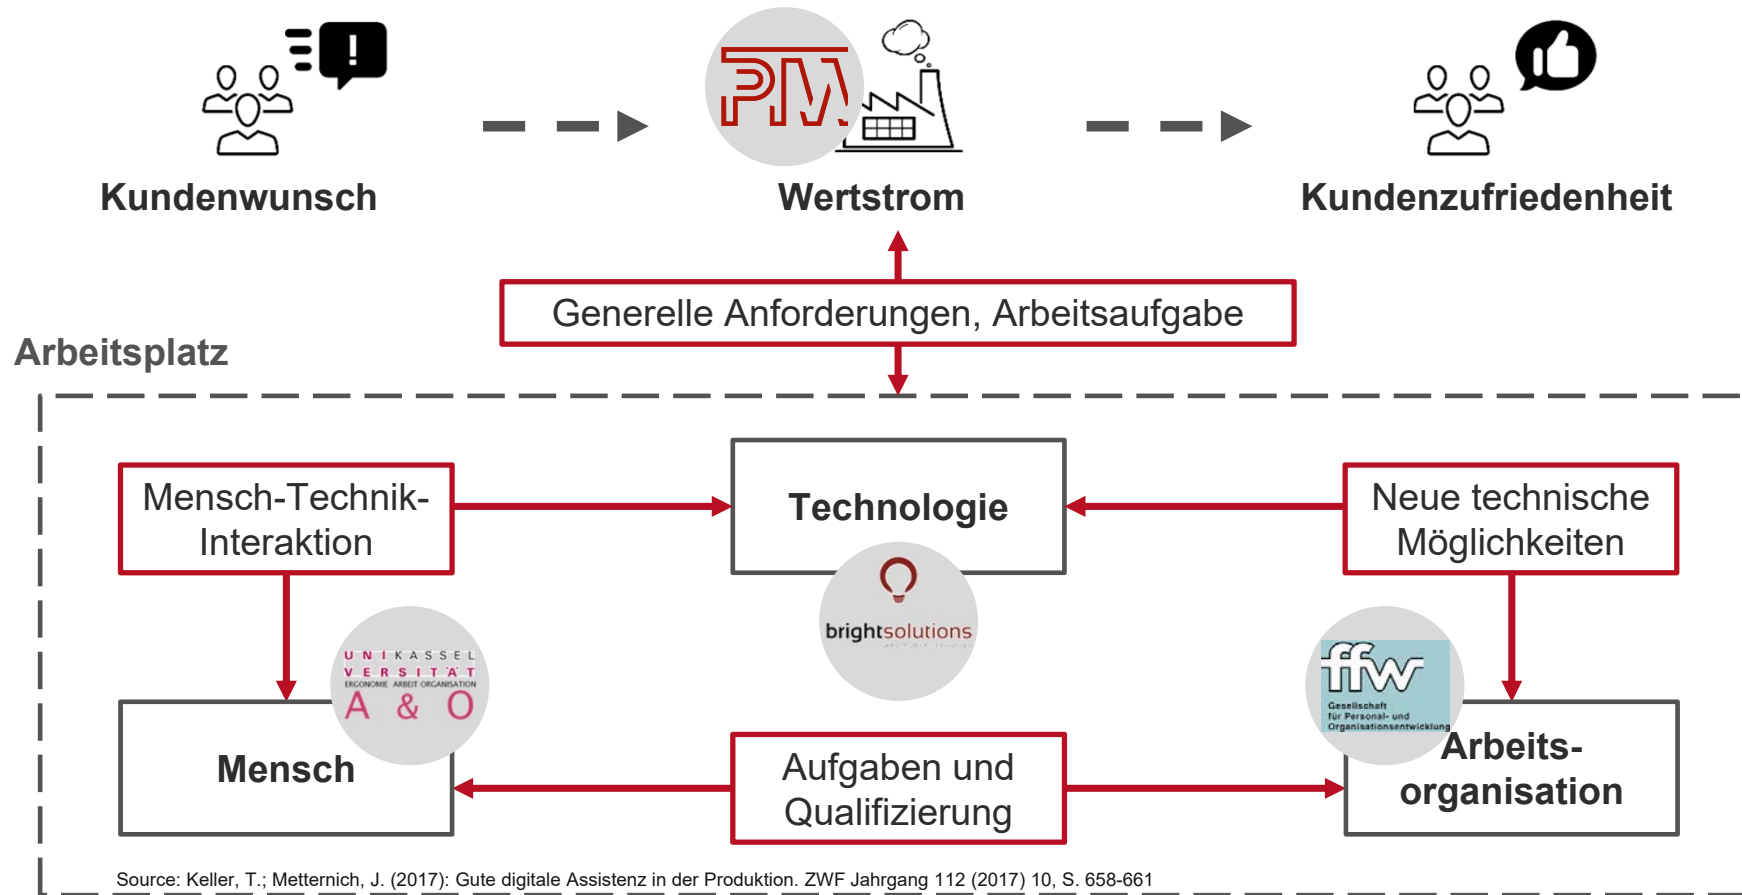 !
PTW
Kundenwunsch
Wertstrom
Kundenzufriedenheit
Generelle Anforderungen, Arbeitsaufgabe
Arbeitsplatz
Mensch-Technik-
Interaktion
Technologie
Neue technische
Möglichkeiten
brightsolutions
UNIKASSEL
VERSITÄT
ERGONOMIE ARBEIT ORGANISATION
A & O
ffw
Gesellschaft
für Personal- und
Organisationsentwicklung
Mensch
Aufgaben und
Qualifizierung
Arbeits-
organisation
Source: Keller, T.; Metternich, J. (2017): Gute digitale Assistenz in der Produktion. ZWF Jahrgang 112 (2017) 10, S. 658-661